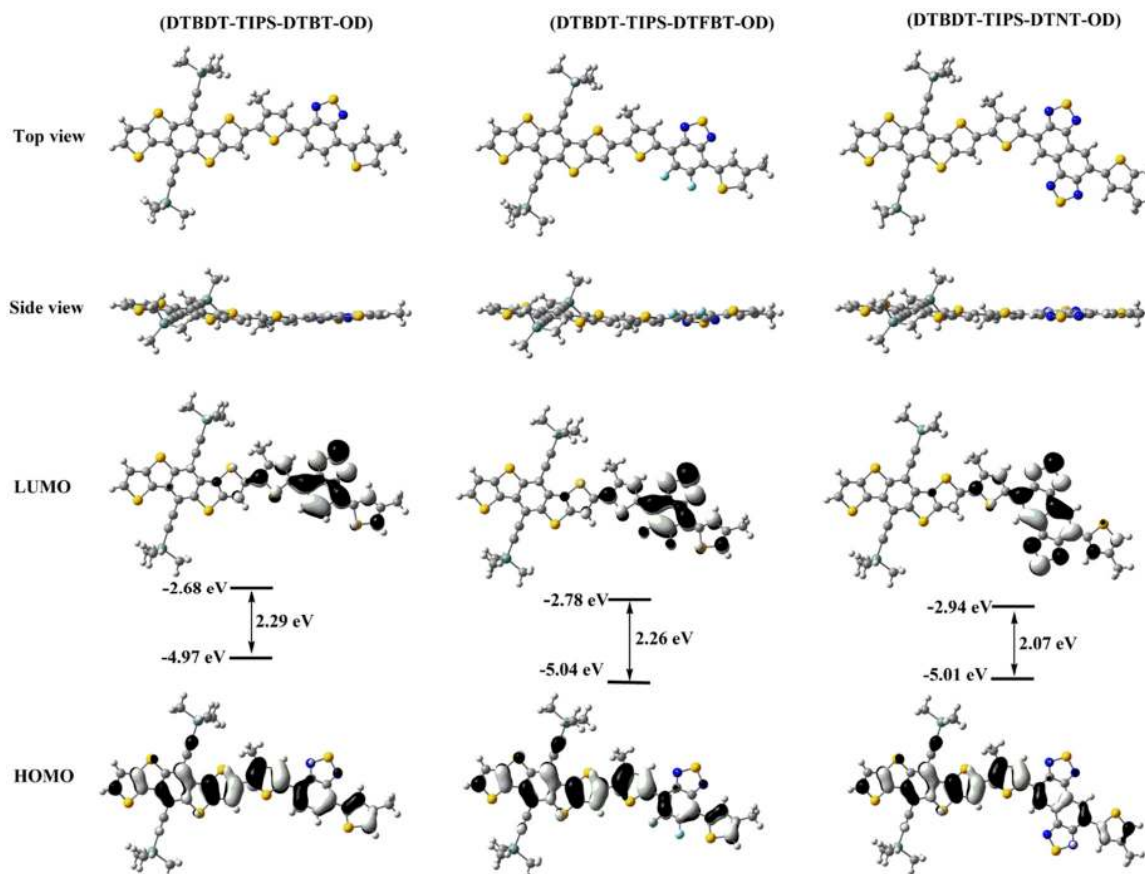 (DTBDT-TIPS-DTBT-OD) (DTBDT-TIPS-DTFBT-OD) (DTBDT-TIPS-DTNT-OD)
Top view
Side view
LUMO
-2.68 eV -2.78 eV -2.94 eV
2.29 eV 2.26 eV 2.07 eV
-4.97 eV -5.04 eV -5.01 eV
HOMO